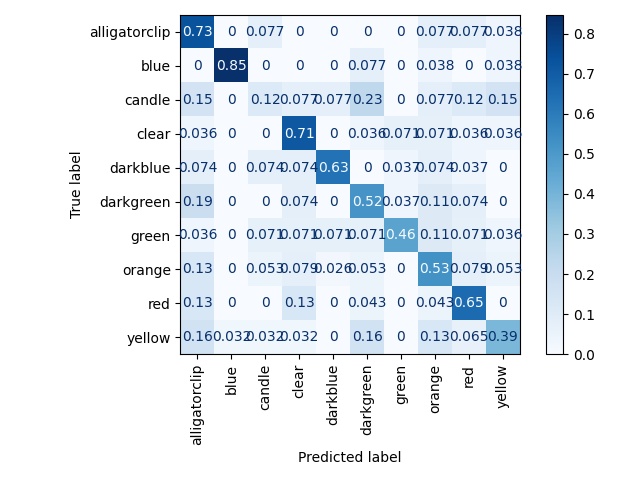 alligatorclip 0.73 0 0.077 0 0 0 0 0.077 0.077 0.038
blue 0 0.85 0 0 0 0.077 0 0.038 0 0.038
candle 0.15 0 0.12 0.077 0.077 0.23 0 0.077 0.12 0.15
clear 0.036 0 0 0.71 0 0.036 0.071 0.071 0.036 0.036
darkblue 0.074 0 0.074 0.074 0.63 0 0.037 0.074 0.037 0
darkgreen 0.19 0 0 0.074 0 0.52 0.037 0.11 0.074 0
green 0.036 0 0.071 0.071 0.071 0.071 0.46 0.11 0.071 0.036
orange 0.13 0 0.053 0.079 0.026 0.053 0 0.53 0.079 0.053
red 0.13 0 0 0.13 0 0.043 0 0.043 0.65 0
yellow 0.16 0.032 0.032 0.032 0 0.16 0 0.13 0.065 0.39
alligatorclip blue candle clear darkblue darkgreen green orange red yellow
Predicted label
True label
0.8
0.7
0.6
0.5
0.4
0.3
0.2
0.1
0.0